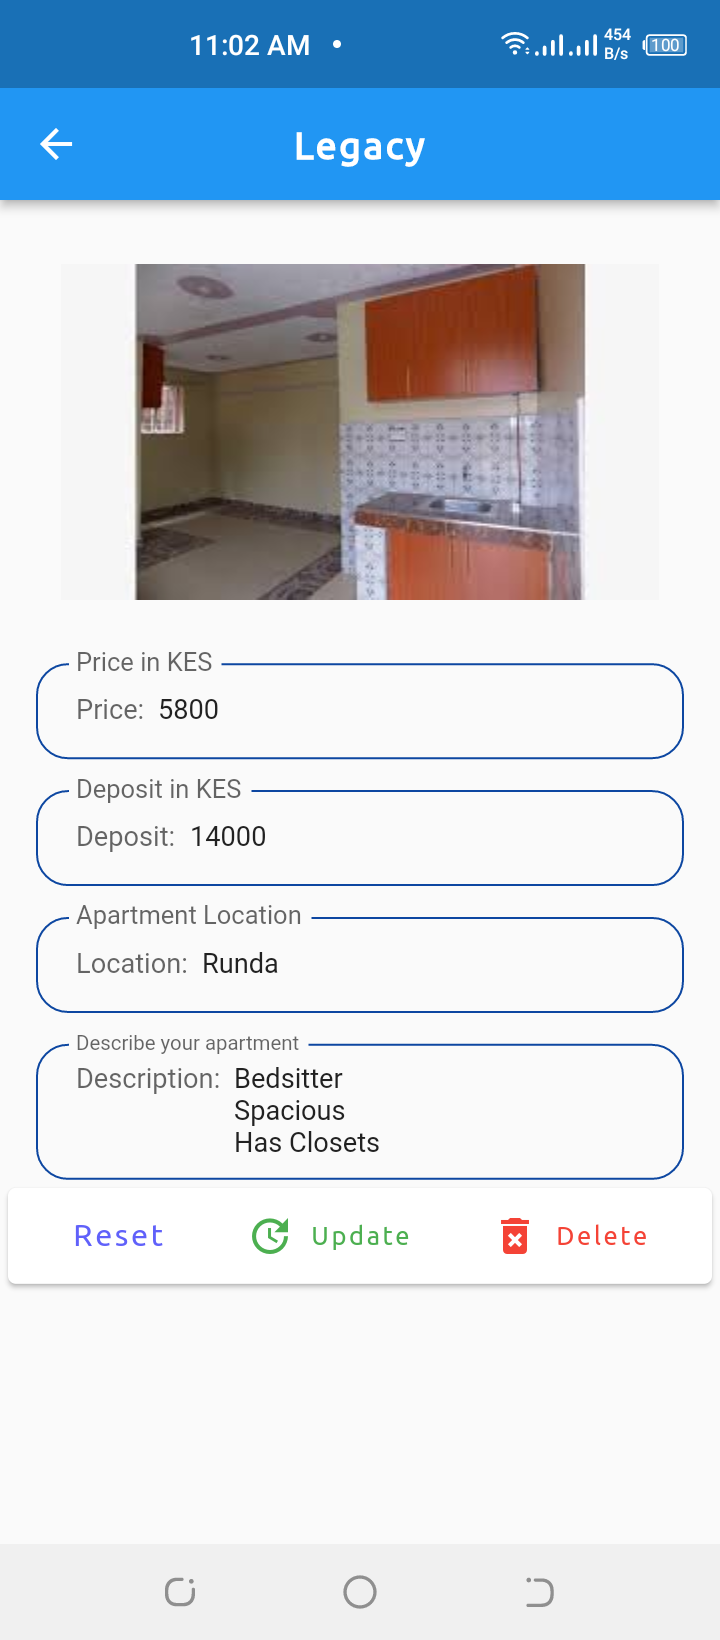 11:02 AM
454
B/s
100
Legacy
Price in KES
Price: 5800
Deposit in KES
Deposit: 14000
Apartment Location
Location: Runda
Describe your apartment
Description: Bedsitter
Spacious
Has Closets
Reset Update Delete